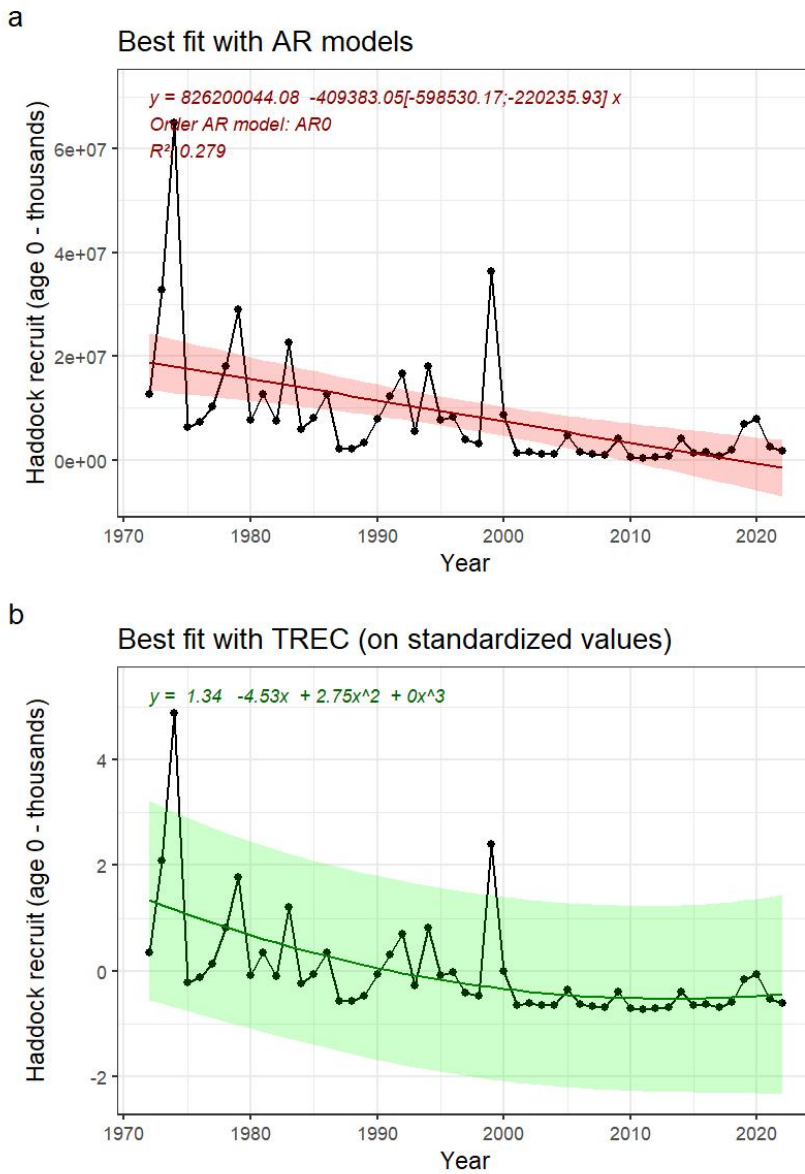 a
Best fit with AR models
y = 826200044.08 -409383.05[-598530.17;-220235.93] x
Order AR model: AR0
R²: 0.279
Haddock recruit (age 0 - thousands)
6e+07
4e+07
2e+07
0e+00
1970 1980 1990 2000 2010 2020
Year
b
Best fit with TREC (on standardized values)
y = 1.34 -4.53x + 2.75x^2 + 0x^3
Haddock recruit (age 0 - thousands)
4
2
0
-2
1970 1980 1990 2000 2010 2020
Year